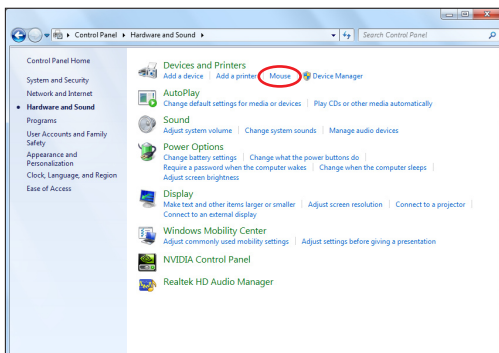 Control Panel Hardware and Sound Search Control Panel
Control Panel Home
System and Security
Network and Internet
Hardware and Sound
Programs
User Accounts and Family
Safety
Appearance and
Personalization
Clock, Language, and Region
Ease of Access
Devices and Printers
Add a device Add a printer Mouse Device Manager
AutoPlay
Change default settings for media or devices Play CDs or other media automatically
Sound
Adjust system volume Change system sounds Manage audio devices
Power Options
Change battery settings Change what the power buttons do
Require a password when the computer wakes Change when the computer sleeps
Adjust screen brightness
Display
Make text and other items larger or smaller Adjust screen resolution Connect to a projector
Connect to an external display
Windows Mobility Center
Adjust commonly used mobility settings Adjust settings before giving a presentation
NVIDIA Control Panel
Realtek HD Audio Manager